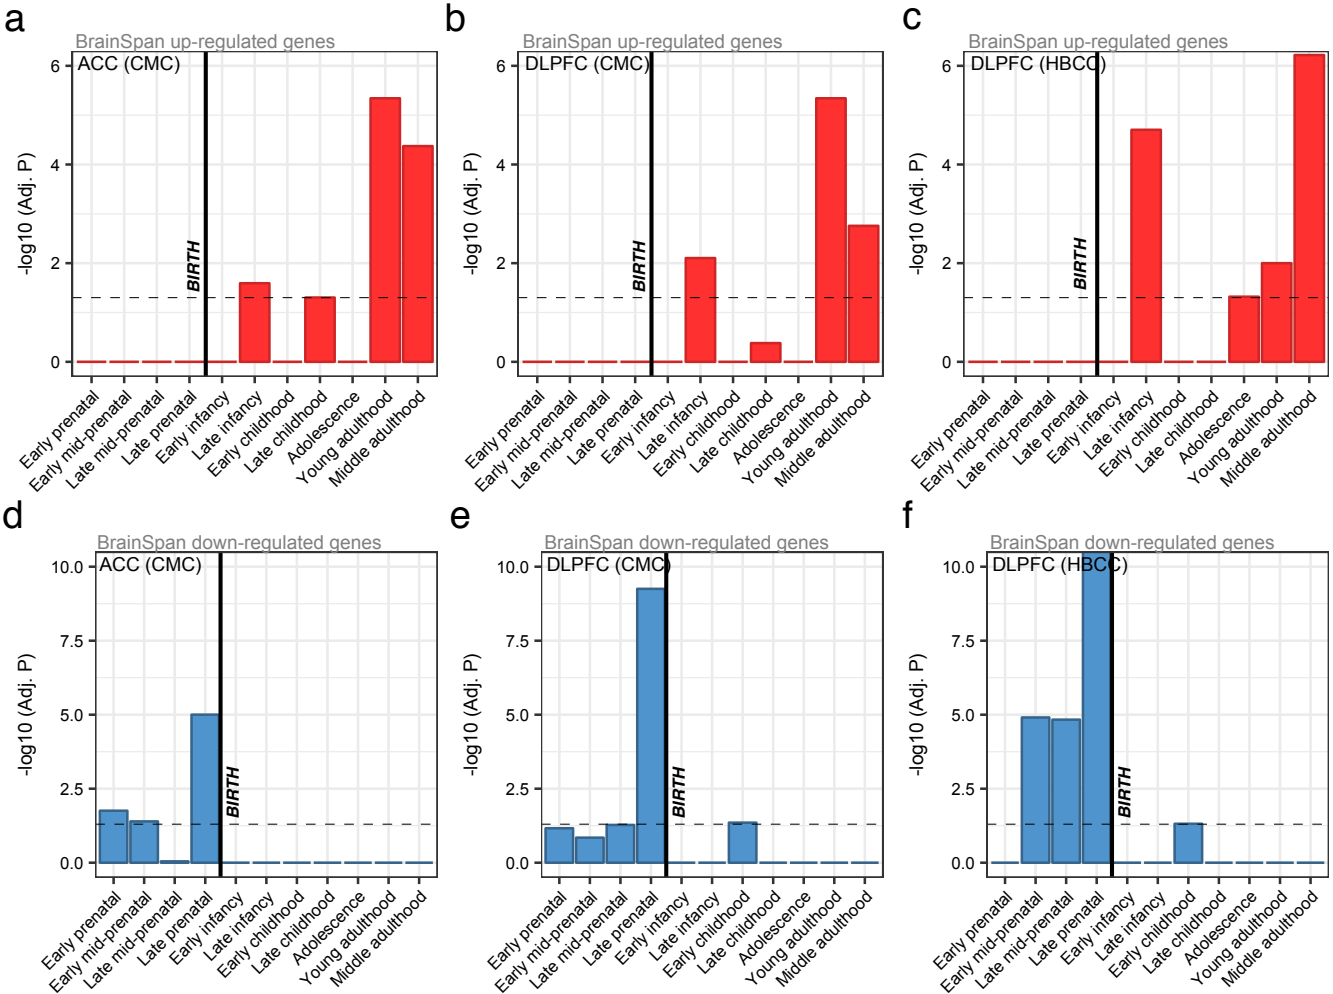 a
BrainSpan up-regulated genes
ACC (CMC)
-log10 (Adj. P)
6
4
2
0
BIRTH
Early prenatal
Early mid-prenatal
Late mid-prenatal
Late prenatal
Early infancy
Late infancy
Early childhood
Late childhood
Adolescence
Young adulthood
Middle adulthood
b
BrainSpan up-regulated genes
DLPFC (CMC)
-log10 (Adj. P)
6
4
2
0
BIRTH
Early prenatal
Early mid-prenatal
Late mid-prenatal
Late prenatal
Early infancy
Late infancy
Early childhood
Late childhood
Adolescence
Young adulthood
Middle adulthood
c
BrainSpan up-regulated genes
DLPFC (HBCC)
-log10 (Adj. P)
6
4
2
0
BIRTH
Early prenatal
Early mid-prenatal
Late mid-prenatal
Late prenatal
Early infancy
Late infancy
Early childhood
Late childhood
Adolescence
Young adulthood
Middle adulthood
d
BrainSpan down-regulated genes
ACC (CMC)
-log10 (Adj. P)
10.0
7.5
5.0
2.5
0.0
BIRTH
Early prenatal
Early mid-prenatal
Late mid-prenatal
Late prenatal
Early infancy
Late infancy
Early childhood
Late childhood
Adolescence
Young adulthood
Middle adulthood
e
BrainSpan down-regulated genes
DLPFC (CMC)
-log10 (Adj. P)
10.0
7.5
5.0
2.5
0.0
BIRTH
Early prenatal
Early mid-prenatal
Late mid-prenatal
Late prenatal
Early infancy
Late infancy
Early childhood
Late childhood
Adolescence
Young adulthood
Middle adulthood
f
BrainSpan down-regulated genes
DLPFC (HBCC)
-log10 (Adj. P)
10.0
7.5
5.0
2.5
0.0
BIRTH
Early prenatal
Early mid-prenatal
Late mid-prenatal
Late prenatal
Early infancy
Late infancy
Early childhood
Late childhood
Adolescence
Young adulthood
Middle adulthood